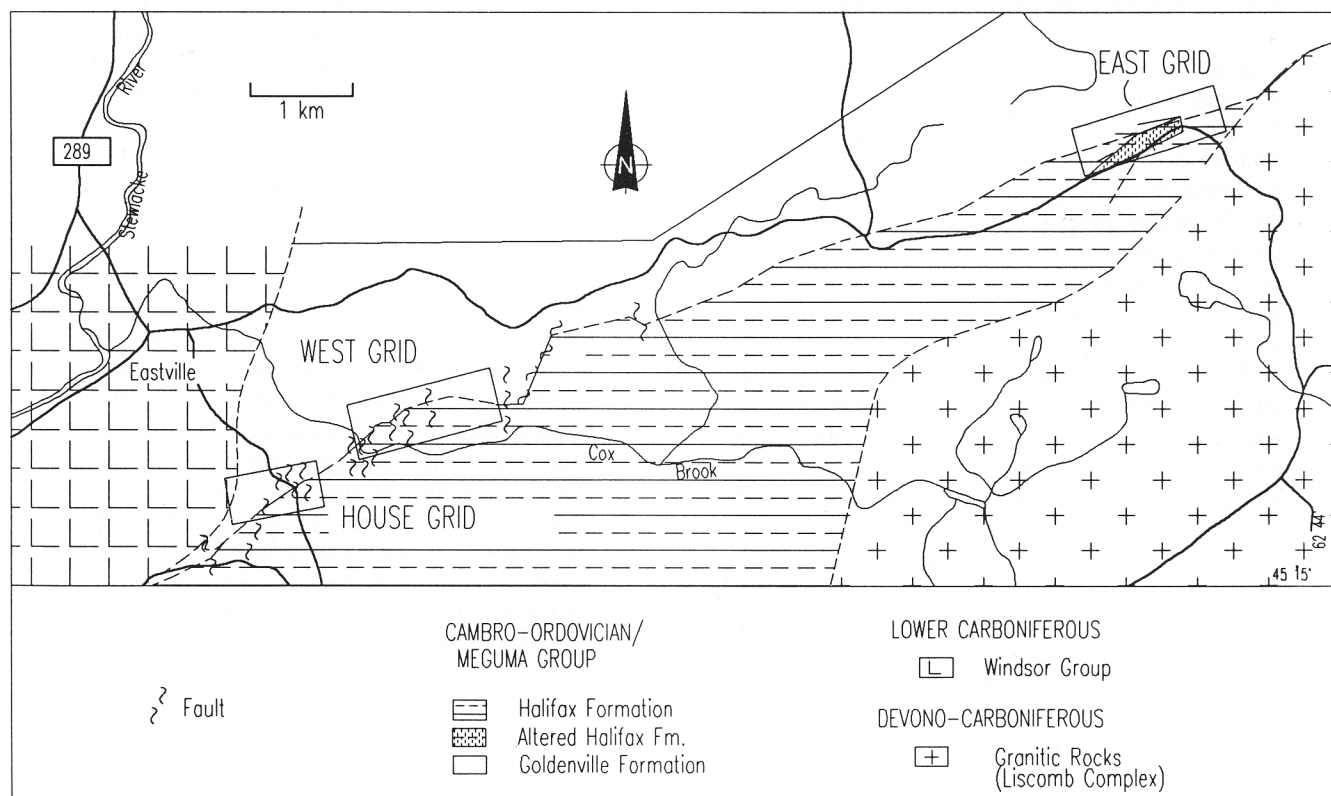 River
EAST GRID
1 km
289
N
Stewiacke
WEST GRID
Eastville
Cox
Brook
HOUSE GRID
62 44'
45 15'
CAMBRO-ORDOVICIAN/
MEGUMA GROUP
Halifax Formation
Altered Halifax Fm.
Goldenville Formation
Fault
LOWER CARBONIFEROUS
L Windsor Group
DEVONO-CARBONIFEROUS
+ Granitic Rocks
(Liscomb Complex)